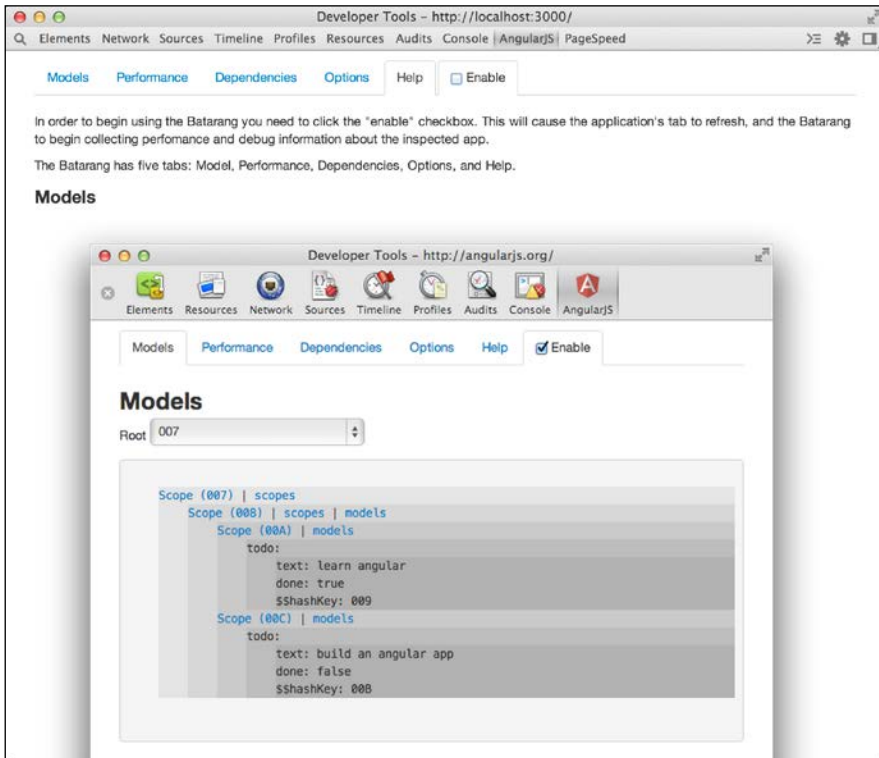 Developer Tools - http://localhost:3000/
Elements Network Sources Timeline Profiles Resources Audits Console AngularJS PageSpeed
Models Performance Dependencies Options Help Enable
In order to begin using the Batarang you need to click the "enable" checkbox. This will cause the application's tab to refresh, and the Batarang
to begin collecting perfomance and debug information about the inspected app.
The Batarang has five tabs: Model, Performance, Dependencies, Options, and Help.
Models
Developer Tools - http://angularjs.org/
Elements Resources Network Sources Timeline Profiles Audits Console AngularJS
Models Performance Dependencies Options Help Enable
Models
Root 007
Scope (007) | scopes
Scope (008) | scopes | models
Scope (00A) | models
todo:
text: learn angular
done: true
$$hashKey: 009
Scope (00C) | models
todo:
text: build an angular app
done: false
$$hashKey: 00B